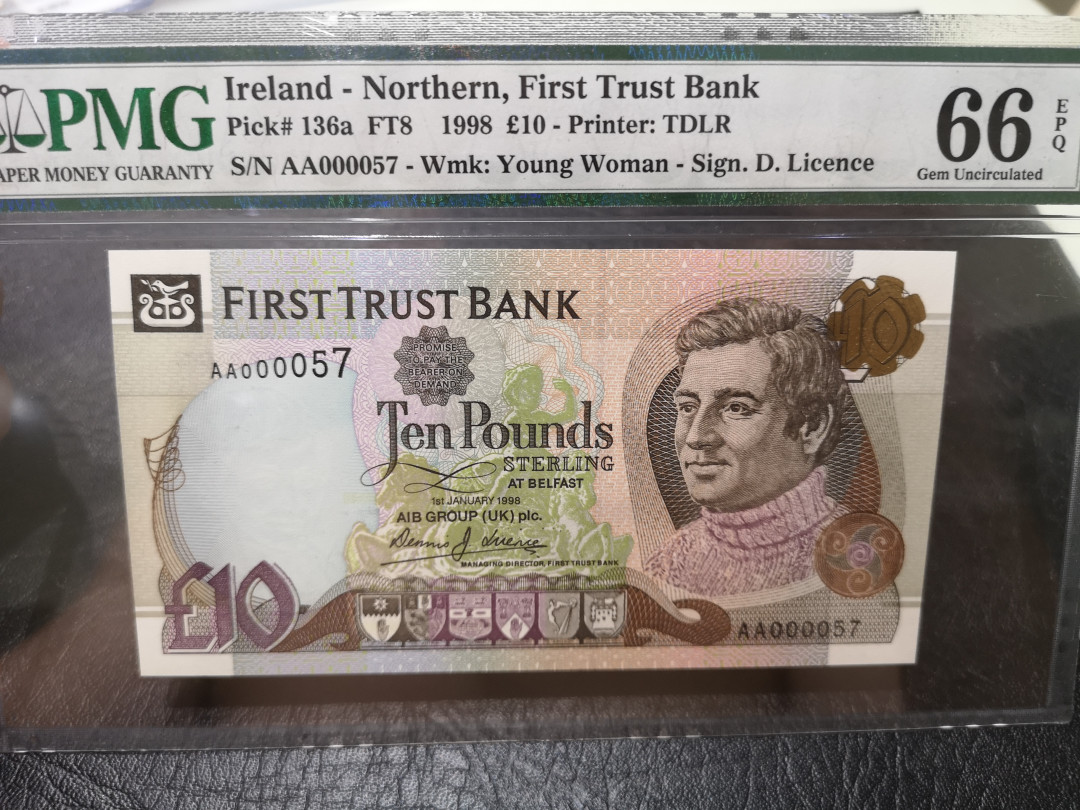 PMG
APER MONEY GUARANTY
Ireland - Northern, First Trust Bank
Pick# 136a FT8 1998 £10 - Printer: TDLR
S/N AA000057 - Wmk: Young Woman - Sign. D. Licence
66
EPQ
Gem Uncirculated
FIRST TRUST BANK
10
AA000057
PROMISE
TO PAY THE
BEARER ON
DEMAND
Ten Pounds
STERLING
AT BELFAST
1st JANUARY 1998
AIB GROUP (UK) plc.
MANAGING DIRECTOR, FIRST TRUST BANK
£10
AA000057